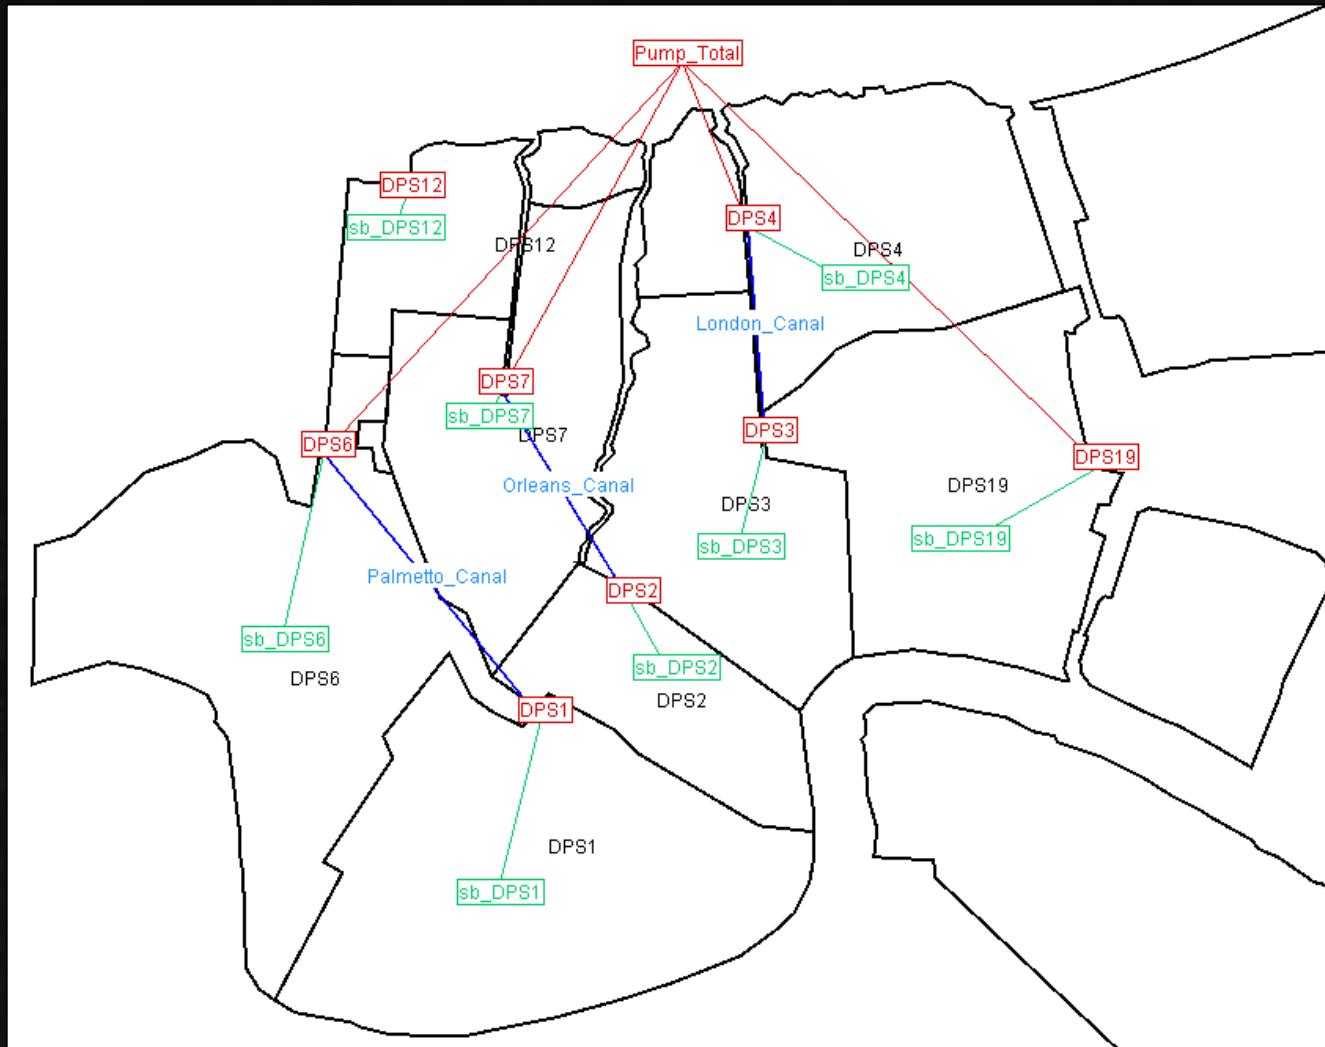 Pump_Total
DPS12
sb_DPS12
DPS4
DPS12
DPS4
sb_DPS4
London_Canal
DPS7
sb_DPS7
DPS7
DPS6
DPS3
DPS19
Orleans_Canal
DPS19
DPS3
sb_DPS3
sb_DPS19
Palmetto_Canal
DPS2
sb_DPS6
sb_DPS2
DPS6
DPS2
DPS1
DPS1
sb_DPS1